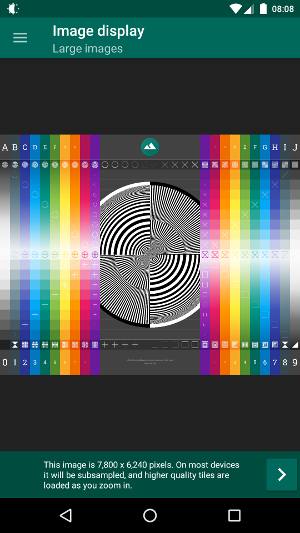 08:08
Image display
Large images
A B C D E F F G H I J
0 1 2 3 4 6 7 8 9
This image is 7,800 x 6,240 pixels. On most devices
it will be subsampled, and higher quality tiles are
loaded as you zoom in.